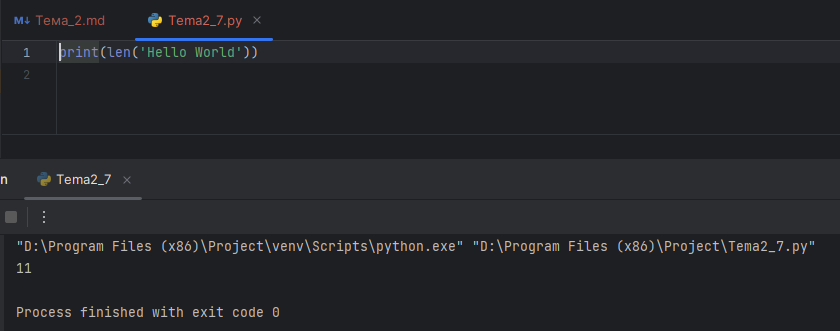 M↓ Тема_2.md Tema2_7.py ×
1 print(len('Hello World'))
2
n Tema2_7 ×
"D:\Program Files (x86)\Project\venv\Scripts\python.exe" "D:\Program Files (x86)\Project\Tema2_7.py"
11
Process finished with exit code 0